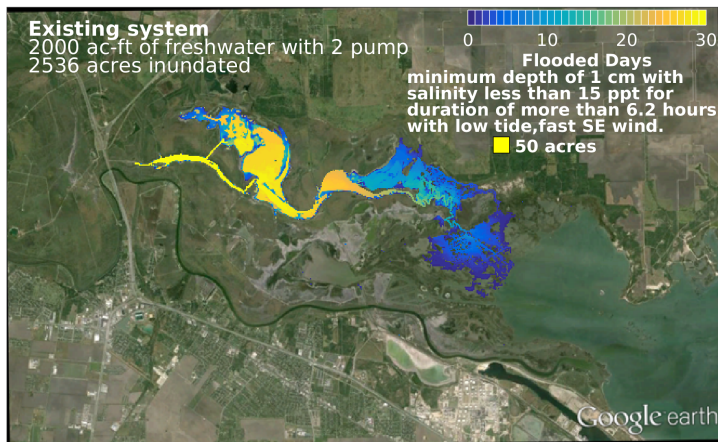 Existing system
2000 ac-ft of freshwater with 2 pump
2536 acres inundated
0 10 20 30
Flooded Days
minimum depth of 1 cm with
salinity less than 15 ppt for
duration of more than 6.2 hours
with low tide,fast SE wind.
50 acres
Google earth